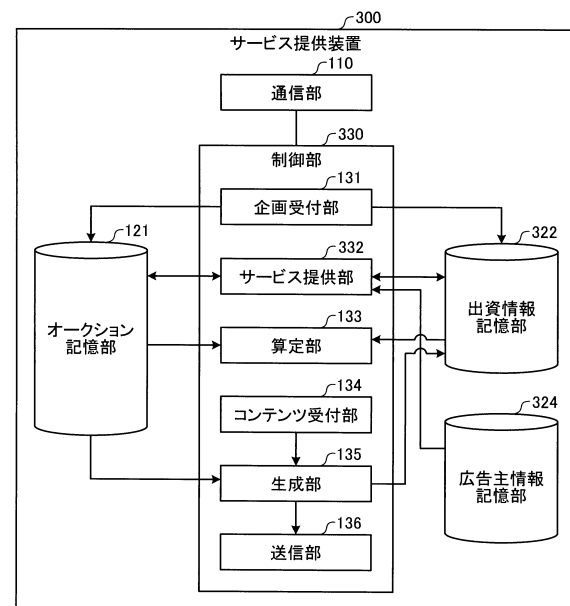 300
サービス提供装置
110
通信部
330
制御部
131
企画受付部
121
オークション
記憶部
322
出資情報
記憶部
332
サービス提供部
133
算定部
134
コンテンツ受付部
324
広告主情報
記憶部
135
生成部
136
送信部